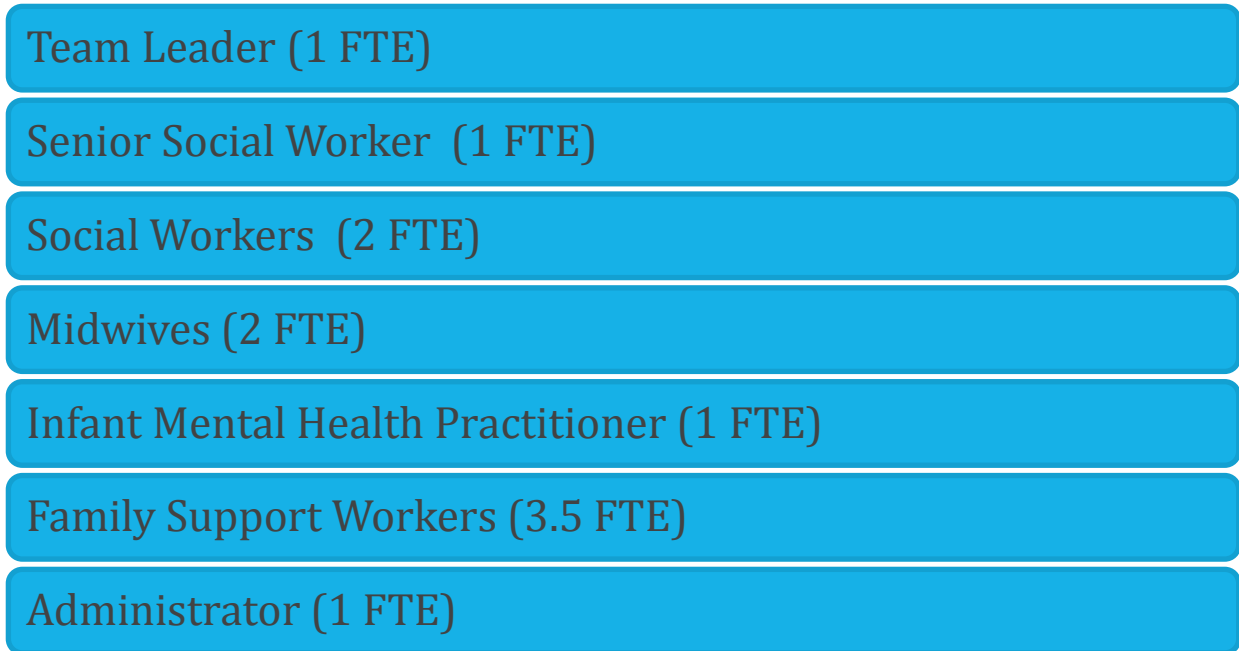 Team Leader (1 FTE)
Senior Social Worker  (1 FTE)
Social Workers  (2 FTE)
Midwives (2 FTE)
Infant Mental Health Practitioner (1 FTE)
Family Support Workers (3.5 FTE)
Administrator (1 FTE)